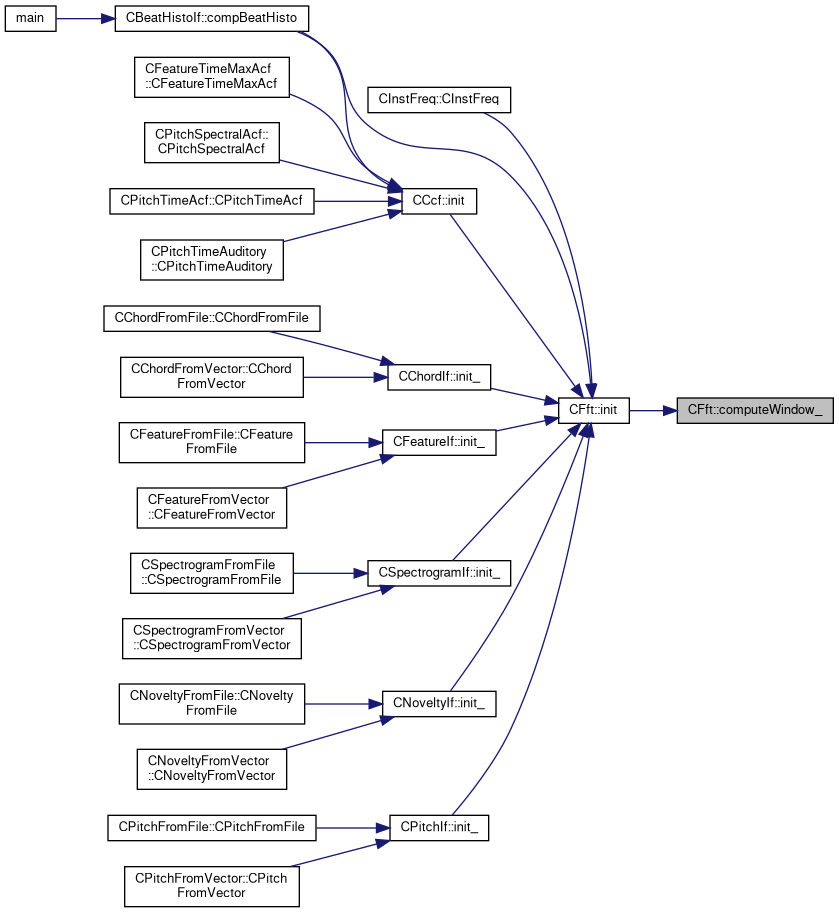 main
CBeatHistoIf::compBeatHisto
CFeatureTimeMaxAcf
::CFeatureTimeMaxAcf
CInstFreq::CInstFreq
CPitchSpectralAcf::
CPitchSpectralAcf
CPitchTimeAcf::CPitchTimeAcf
CCcf::init
CPitchTimeAuditory
::CPitchTimeAuditory
CChordFromFile::CChordFromFile
CChordFromVector::CChord
FromVector
CChordIf::init_
CFft::init
CFft::computeWindow_
CFeatureFromFile::CFeature
FromFile
CFeatureIf::init_
CFeatureFromVector
::CFeatureFromVector
CSpectrogramFromFile
::CSpectrogramFromFile
CSpectrogramIf::init_
CSpectrogramFromVector
::CSpectrogramFromVector
CNoveltyFromFile::CNovelty
FromFile
CNoveltyIf::init_
CNoveltyFromVector
::CNoveltyFromVector
CPitchFromFile::CPitchFromFile
CPitchIf::init_
CPitchFromVector::CPitch
FromVector